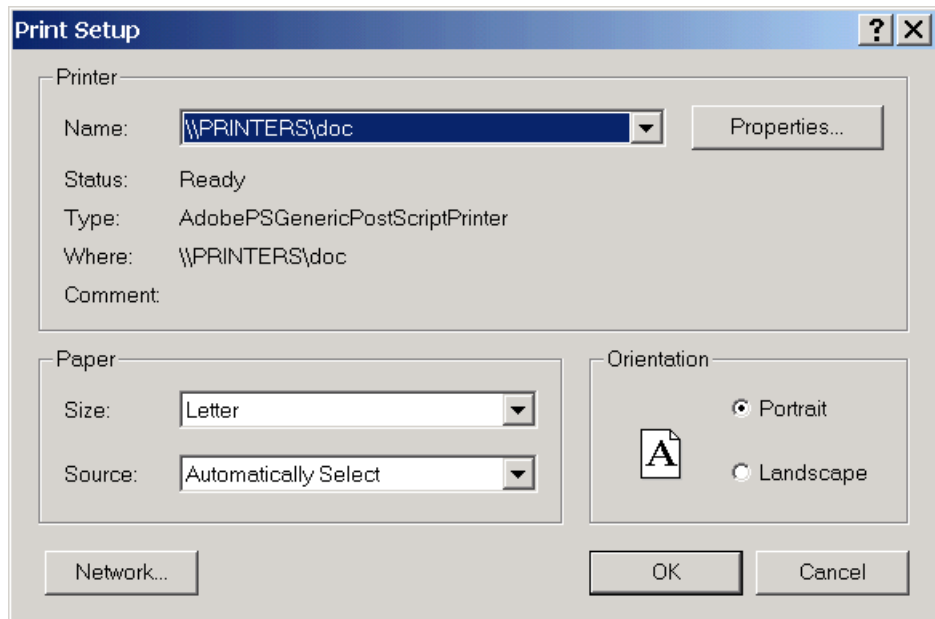 Print Setup
Printer
Name: \\PRINTERS\doc Properties...
Status: Ready
Type: AdobePSGenericPostScriptPrinter
Where: \\PRINTERS\doc
Comment:
Paper
Size: Letter
Source: Automatically Select
Orientation
A
Portrait
Landscape
Network...
OK
Cancel